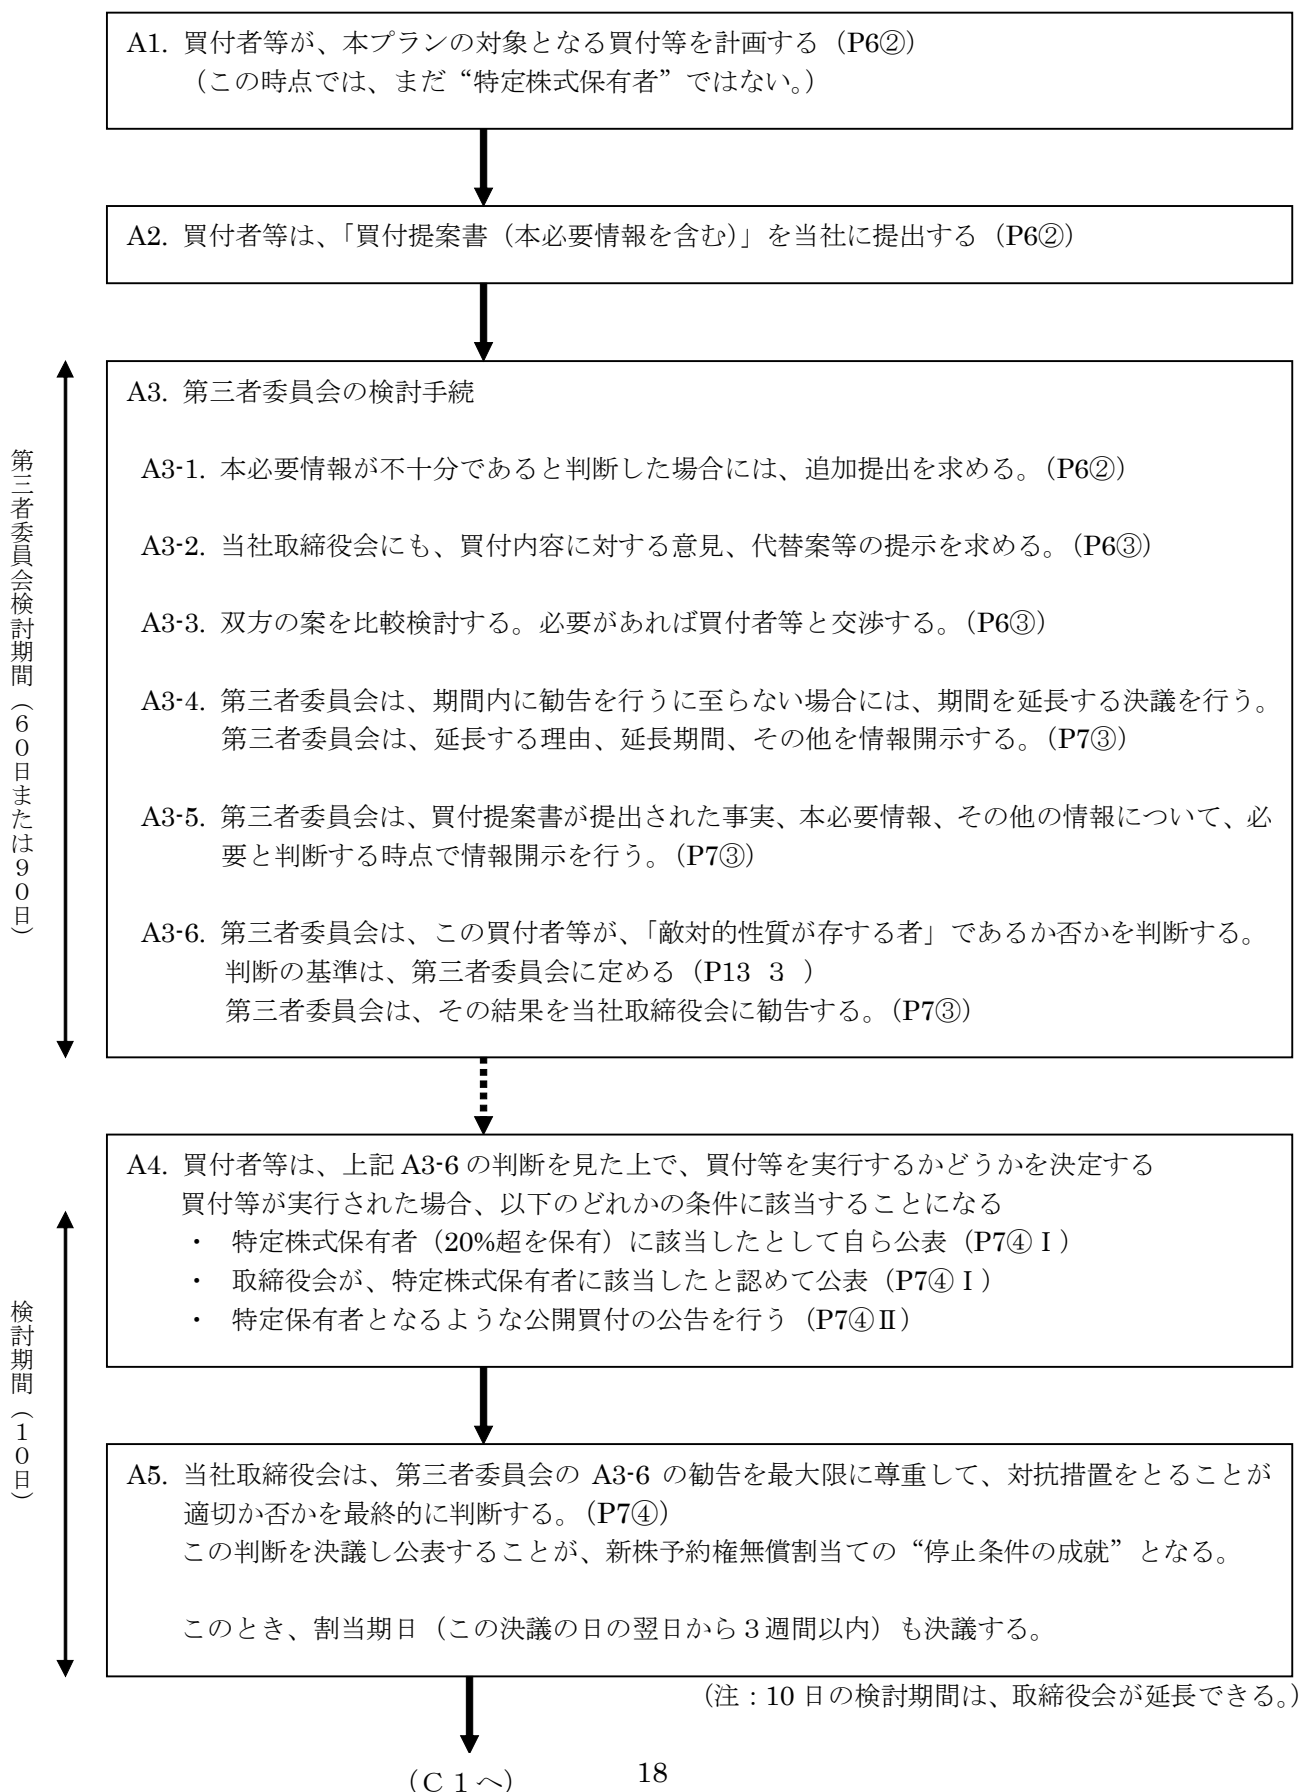 A1. 買付者等が、本プランの対象となる買付等を計画する（P6②）
（この時点では、まだ“特定株式保有者”ではない。）
A2. 買付者等は、「買付提案書（本必要情報を含む）」を当社に提出する（P6②）
第三者委員会検討期間（６０日または９０日）
A3. 第三者委員会の検討手続
A3-1. 本必要情報が不十分であると判断した場合には、追加提出を求める。（P6②）
A3-2. 当社取締役会にも、買付内容に対する意見、代替案等の提示を求める。（P6③）
A3-3. 双方の案を比較検討する。必要があれば買付者等と交渉する。（P6③）
A3-4. 第三者委員会は、期間内に勧告を行うに至らない場合には、期間を延長する決議を行う。
第三者委員会は、延長する理由、延長期間、その他を情報開示する。（P7③）
A3-5. 第三者委員会は、買付提案書が提出された事実、本必要情報、その他の情報について、必
要と判断する時点で情報開示を行う。（P7③）
A3-6. 第三者委員会は、この買付者等が、「敵対的性質が存する者」であるか否かを判断する。
判断の基準は、第三者委員会に定める（P13 ３ ）
第三者委員会は、その結果を当社取締役会に勧告する。（P7③）
検討期間（１０日）
A4. 買付者等は、上記 A3-6 の判断を見た上で、買付等を実行するかどうかを決定する
買付等が実行された場合、以下のどれかの条件に該当することになる
・ 特定株式保有者（20%超を保有）に該当したとして自ら公表（P7④Ⅰ）
・ 取締役会が、特定株式保有者に該当したと認めて公表（P7④Ⅰ）
・ 特定保有者となるような公開買付の公告を行う（P7④Ⅱ）
A5. 当社取締役会は、第三者委員会の A3-6 の勧告を最大限に尊重して、対抗措置をとることが
適切か否かを最終的に判断する。（P7④）
この判断を決議し公表することが、新株予約権無償割当ての“停止条件の成就”となる。
このとき、割当期日（この決議の日の翌日から３週間以内）も決議する。
（注：10 日の検討期間は、取締役会が延長できる。）
（Ｃ１へ）
18